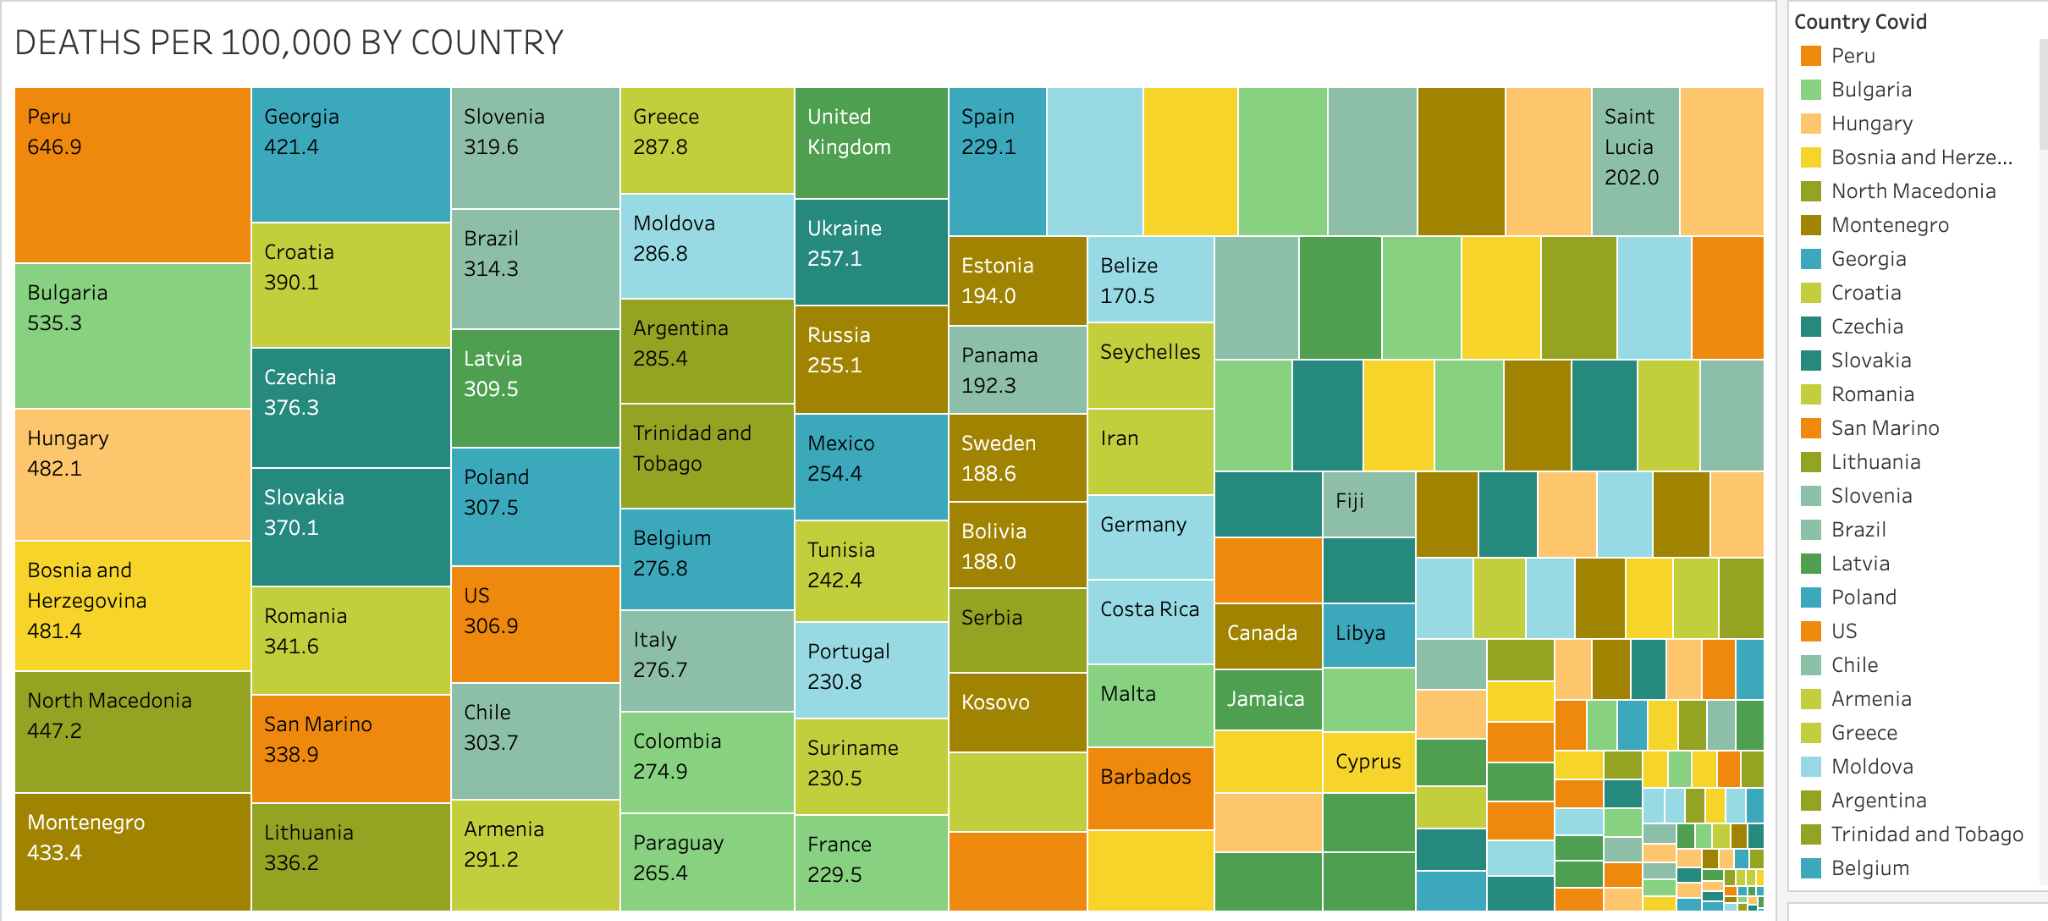 DEATHS PER 100,000 BY COUNTRY
Peru
646.9
Bulgaria
535.3
Hungary
482.1
Bosnia and
Herzegovina
481.4
North Macedonia
447.2
Montenegro
433.4
Georgia
421.4
Croatia
390.1
Czechia
376.3
Slovakia
370.1
Romania
341.6
San Marino
338.9
Lithuania
336.2
Slovenia
319.6
Brazil
314.3
Latvia
309.5
Poland
307.5
US
306.9
Chile
303.7
Armenia
291.2
Greece
287.8
Moldova
286.8
Argentina
285.4
Trinidad and
Tobago
Belgium
276.8
Italy
276.7
Colombia
274.9
Paraguay
265.4
United
Kingdom
Ukraine
257.1
Russia
255.1
Mexico
254.4
Tunisia
242.4
Portugal
230.8
Suriname
230.5
France
229.5
Spain
229.1
Saint
Lucia
202.0
Estonia
194.0
Panama
192.3
Sweden
188.6
Bolivia
188.0
Serbia
Kosovo
Belize
170.5
Seychelles
Iran
Germany
Costa Rica
Malta
Barbados
Canada
Jamaica
Fiji
Libya
Cyprus
Country Covid
Peru
Bulgaria
Hungary
Bosnia and Herze...
North Macedonia
Montenegro
Georgia
Croatia
Czechia
Slovakia
Romania
San Marino
Lithuania
Slovenia
Brazil
Latvia
Poland
US
Chile
Armenia
Greece
Moldova
Argentina
Trinidad and Tobago
Belgium